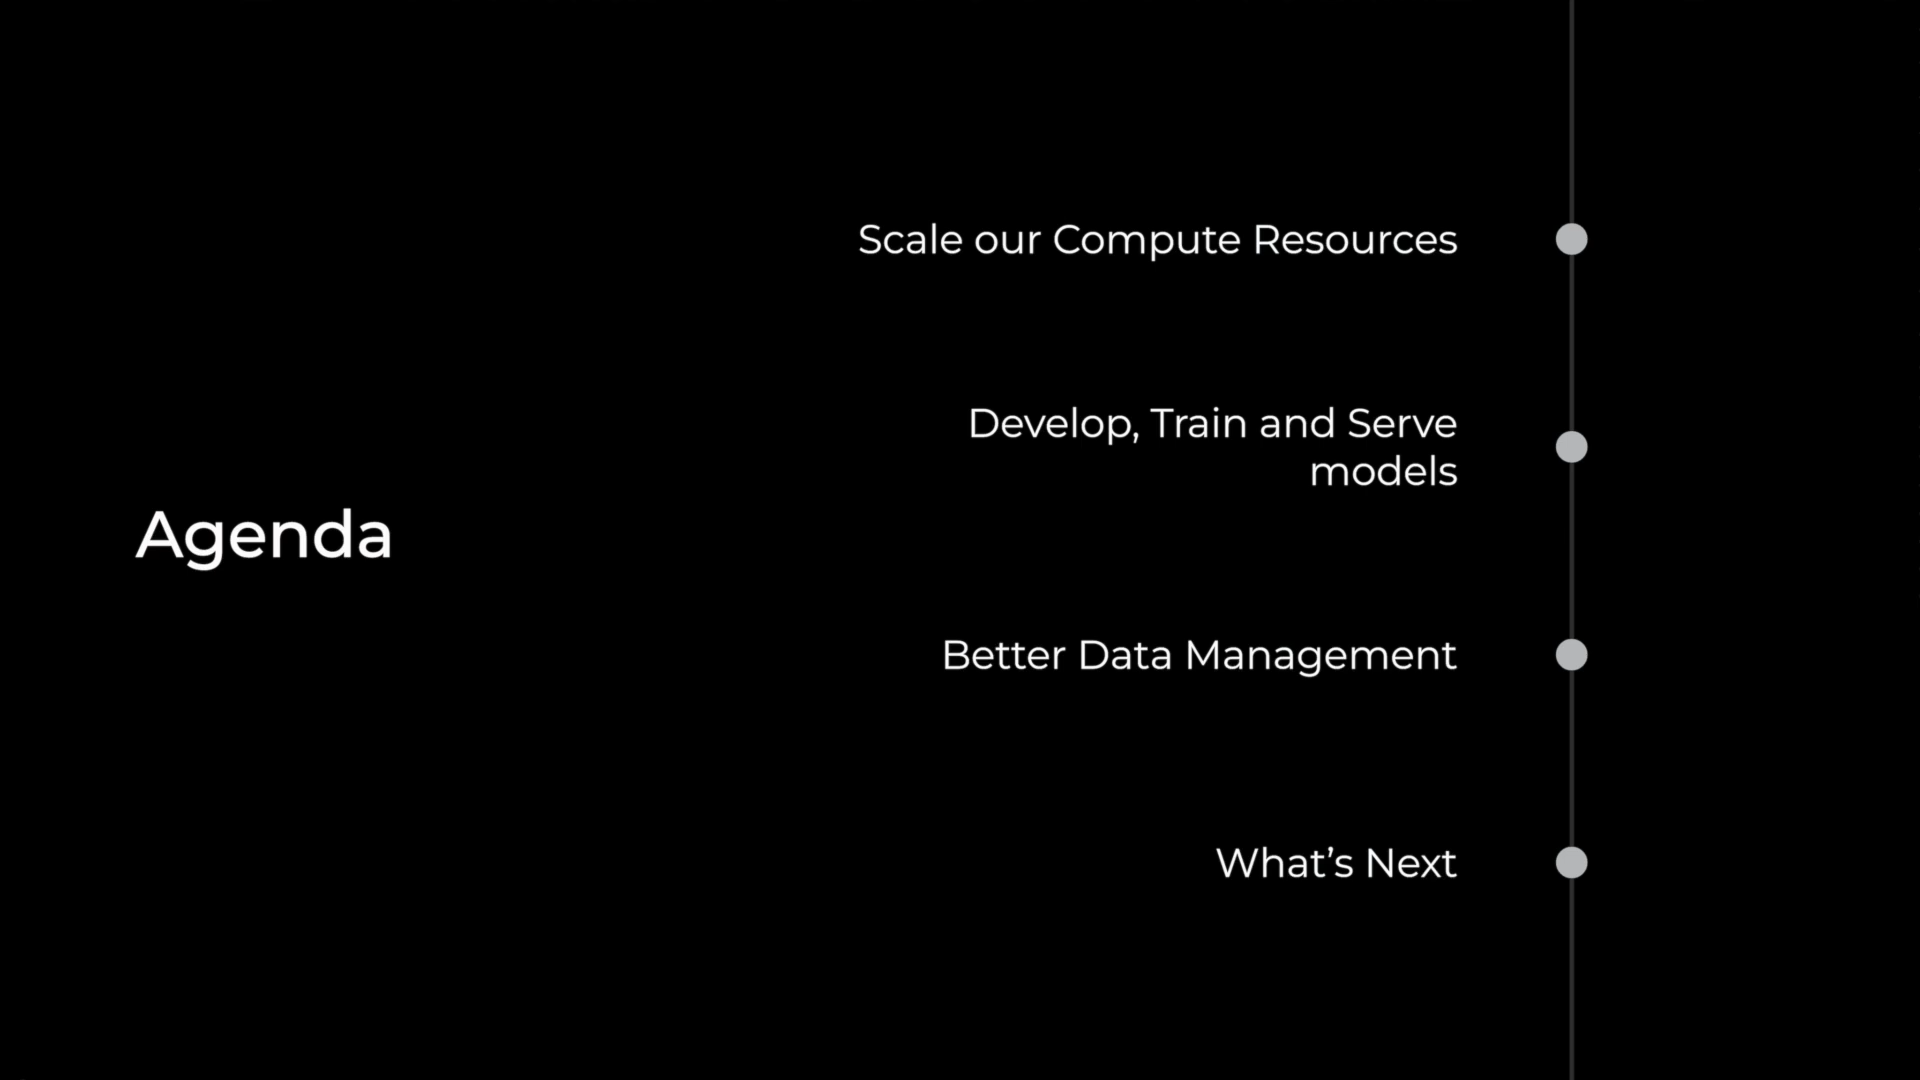 Agenda
Scale our Compute Resources
Develop, Train and Serve
models
Better Data Management
What’s Next